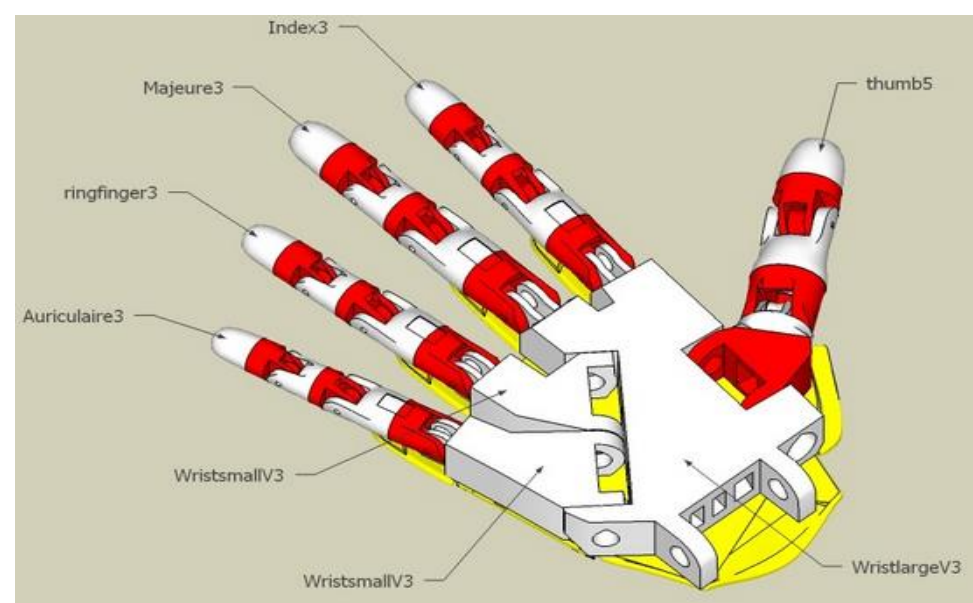 Index3
Majeure3
thumb5
ringfinger3
Auriculaire3
WristsmallV3
WristlargeV3
WristsmallV3